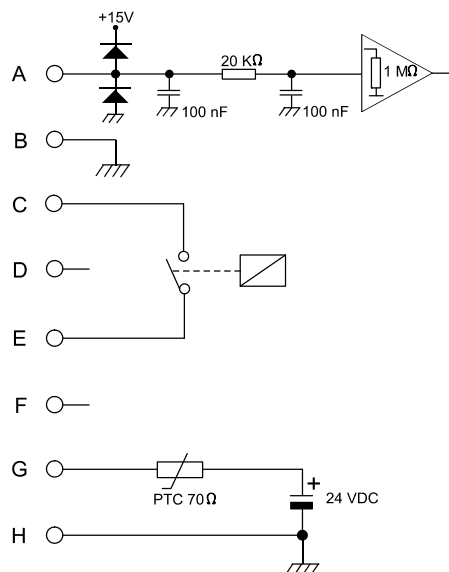 +15V
A
20 KΩ
1 MΩ
100 nF
100 nF
B
C
D
E
F
G
PTC 70Ω
+
24 VDC
H